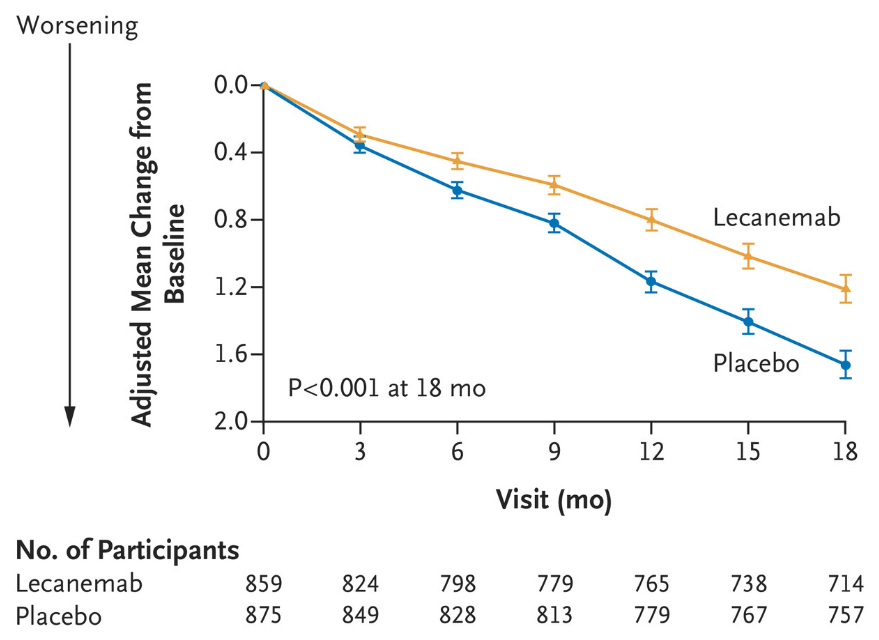 Worsening
Adjusted Mean Change from
Baseline
0.0
0.4
0.8
1.2
1.6
2.0
Lecanemab
Placebo
P<0.001 at 18 mo
0 3 6 9 12 15 18
Visit (mo)
No. of Participants
Lecanemab 859 824 798 779 765 738 714
Placebo 875 849 828 813 779 767 757